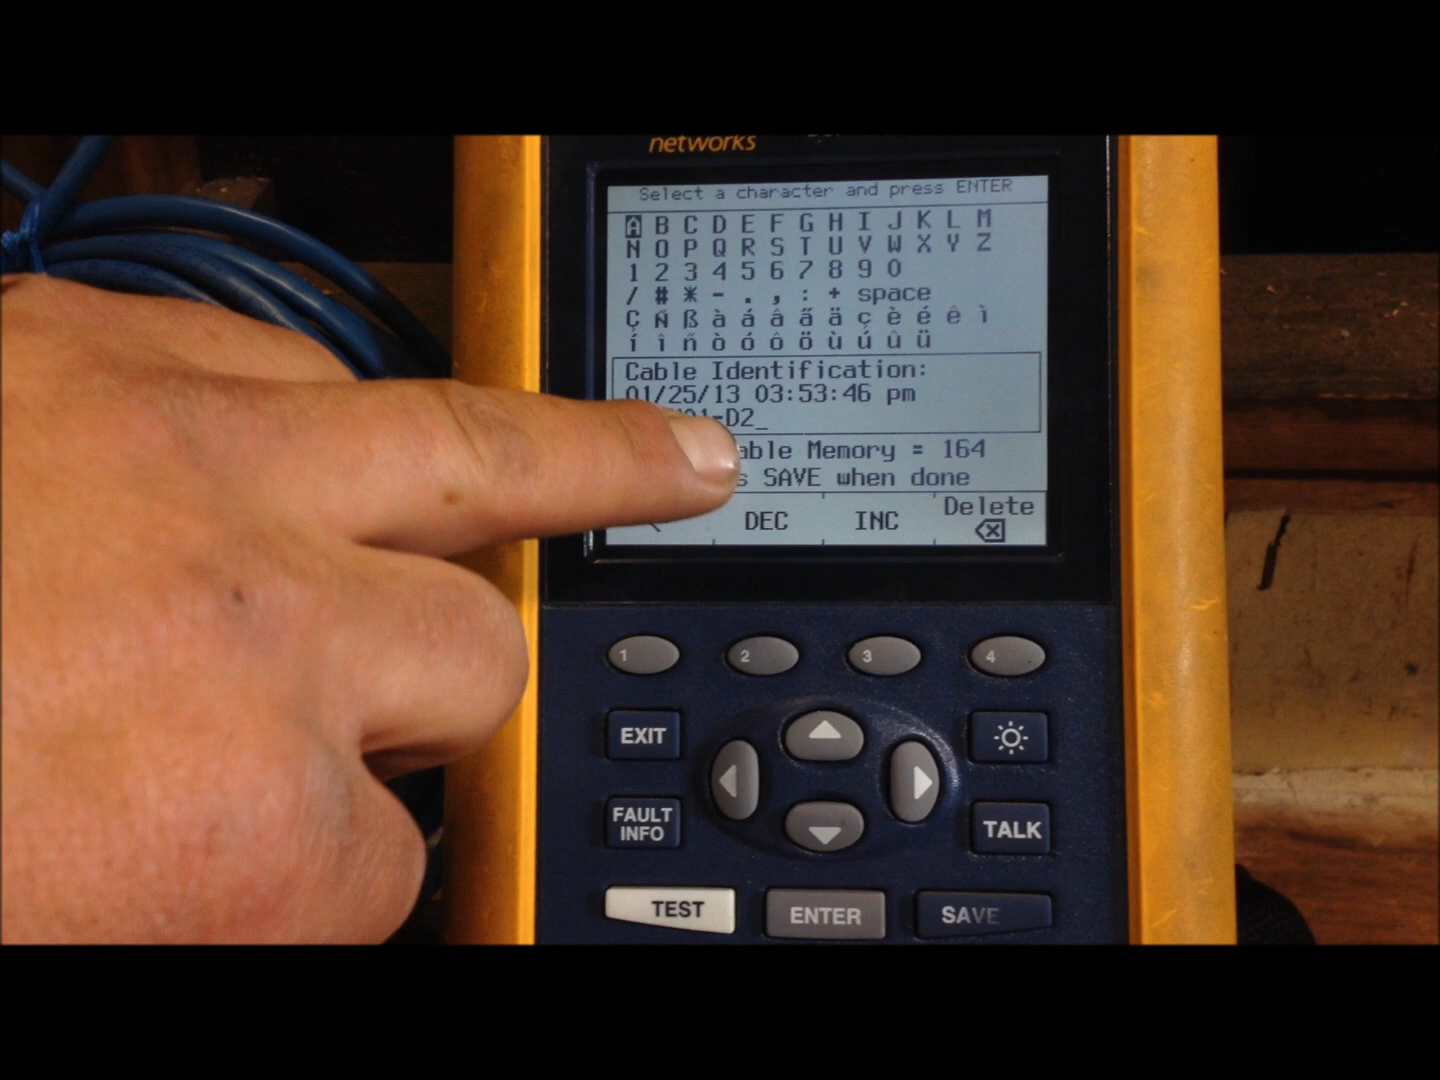 networks
Select a character and press ENTER
A B C D E F G H I J K L M
N O P Q R S T U V W X Y Z
1 2 3 4 5 6 7 8 9 0
/ # * - . , : + space
Ç Ñ ß à á â ä ç è é ê ì
í î ñ ò ó ô ö ù ú û ü
Cable Identification:
01/25/13 03:53:46 pm
-D2_
Memory = 164
SAVE when done
DEC INC Delete
1 2 3 4
EXIT
FAULT INFO
TALK
TEST ENTER SAVE